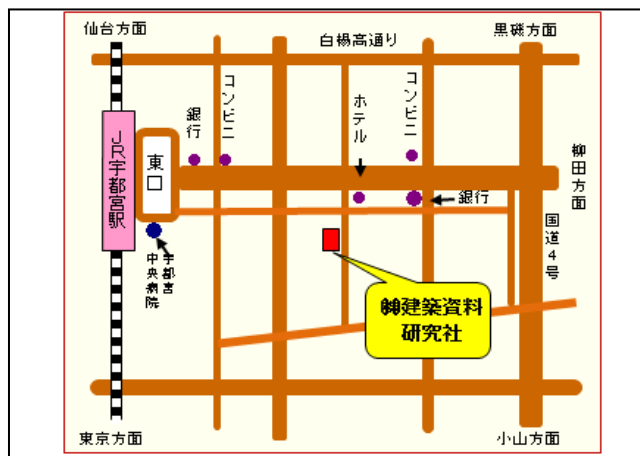 仙台方面
白楊高通り
黒磯方面
コンビニ
銀行
ホテル
コンビニ
柳田方面
JR宇都宮駅
東口
銀行
国道4号
宇都宮
中央病院
㈱建築資料
研究社
東京方面
小山方面